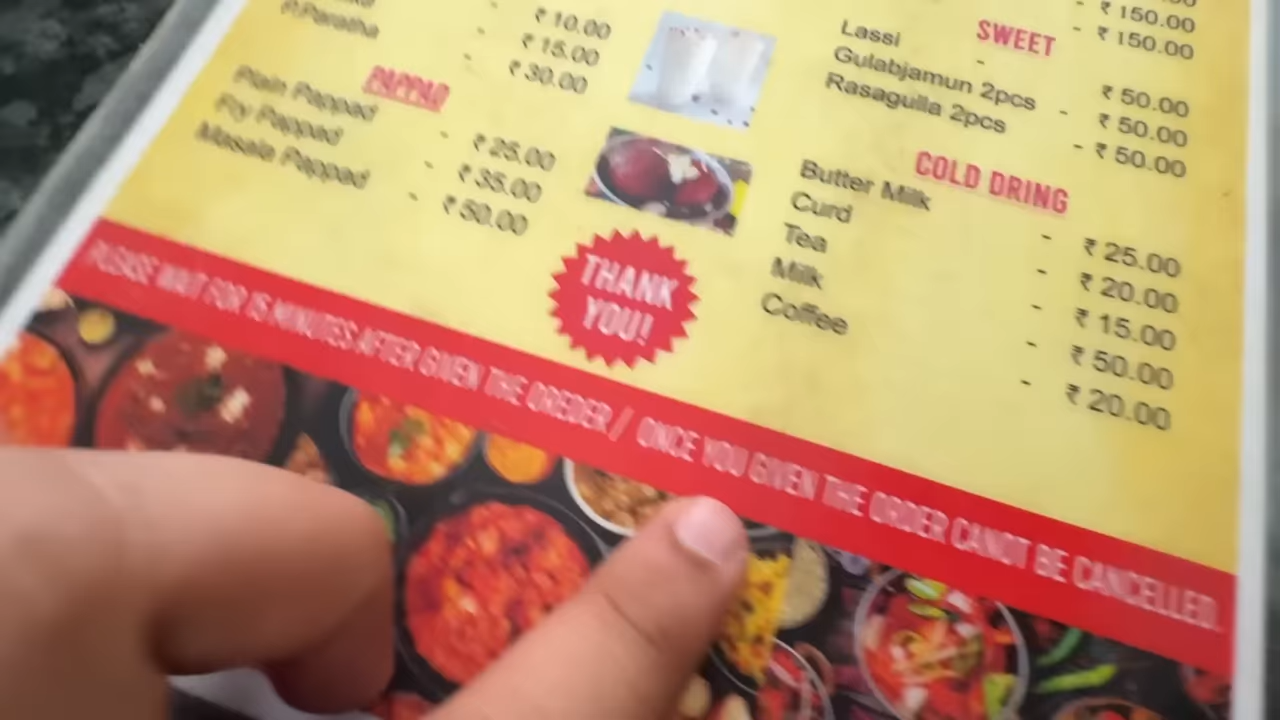 ₹ 10.00
₹ 15.00
P.Paratha - ₹ 30.00
PAPPAD
Plain Pappad - ₹ 25.00
Fry Pappad - ₹ 35.00
Masala Pappad - ₹ 50.00
- ₹ 150.00
- ₹ 150.00
SWEET
Lassi - ₹ 50.00
Gulabjamun 2pcs - ₹ 50.00
Rasagulla 2pcs - ₹ 50.00
COLD DRING
Butter Milk - ₹ 25.00
Curd - ₹ 20.00
Tea - ₹ 15.00
Milk - ₹ 50.00
Coffee - ₹ 20.00
THANK
YOU!
PLEASE WAIT FOR 15 MINUTES AFTER GIVEN THE OREDER / ONCE YOU GIVEN THE ORDER CANOT BE CANCELLED.